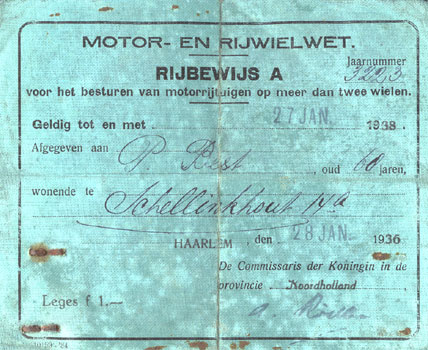 MOTOR- EN RIJWIELWET.
Jaarnummer
RIJBEWIJS A 3223
voor het besturen van motorrijtuigen op meer dan twee wielen.
Geldig tot en met 27 JAN. 1938.
Afgegeven aan P. Best, oud 60 jaren,
wonende te Schellinkhout 14a
HAARLEM, den 28 JAN. 1936
De Commissaris der Koningin in de
provincie Noordholland
Leges f 1.—